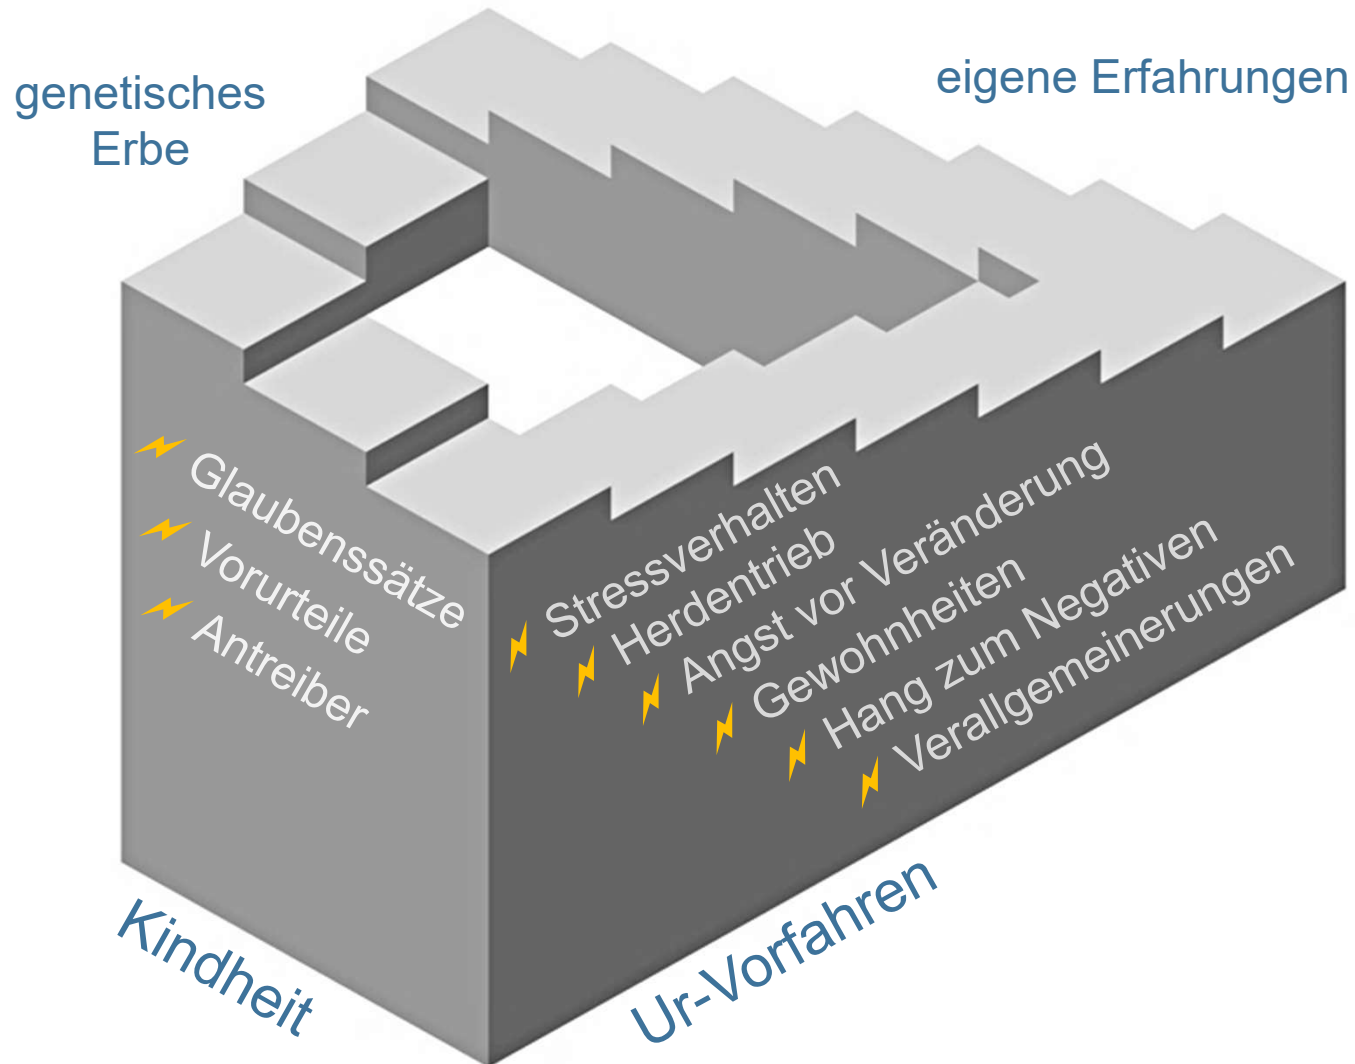 genetisches
Erbe
eigene Erfahrungen
Glaubenssätze
Vorurteile
Antreiber
Stressverhalten
Herdentrieb
Angst vor Veränderung
Gewohnheiten
Hang zum Negativen
Verallgemeinerungen
Kindheit
Ur-Vorfahren